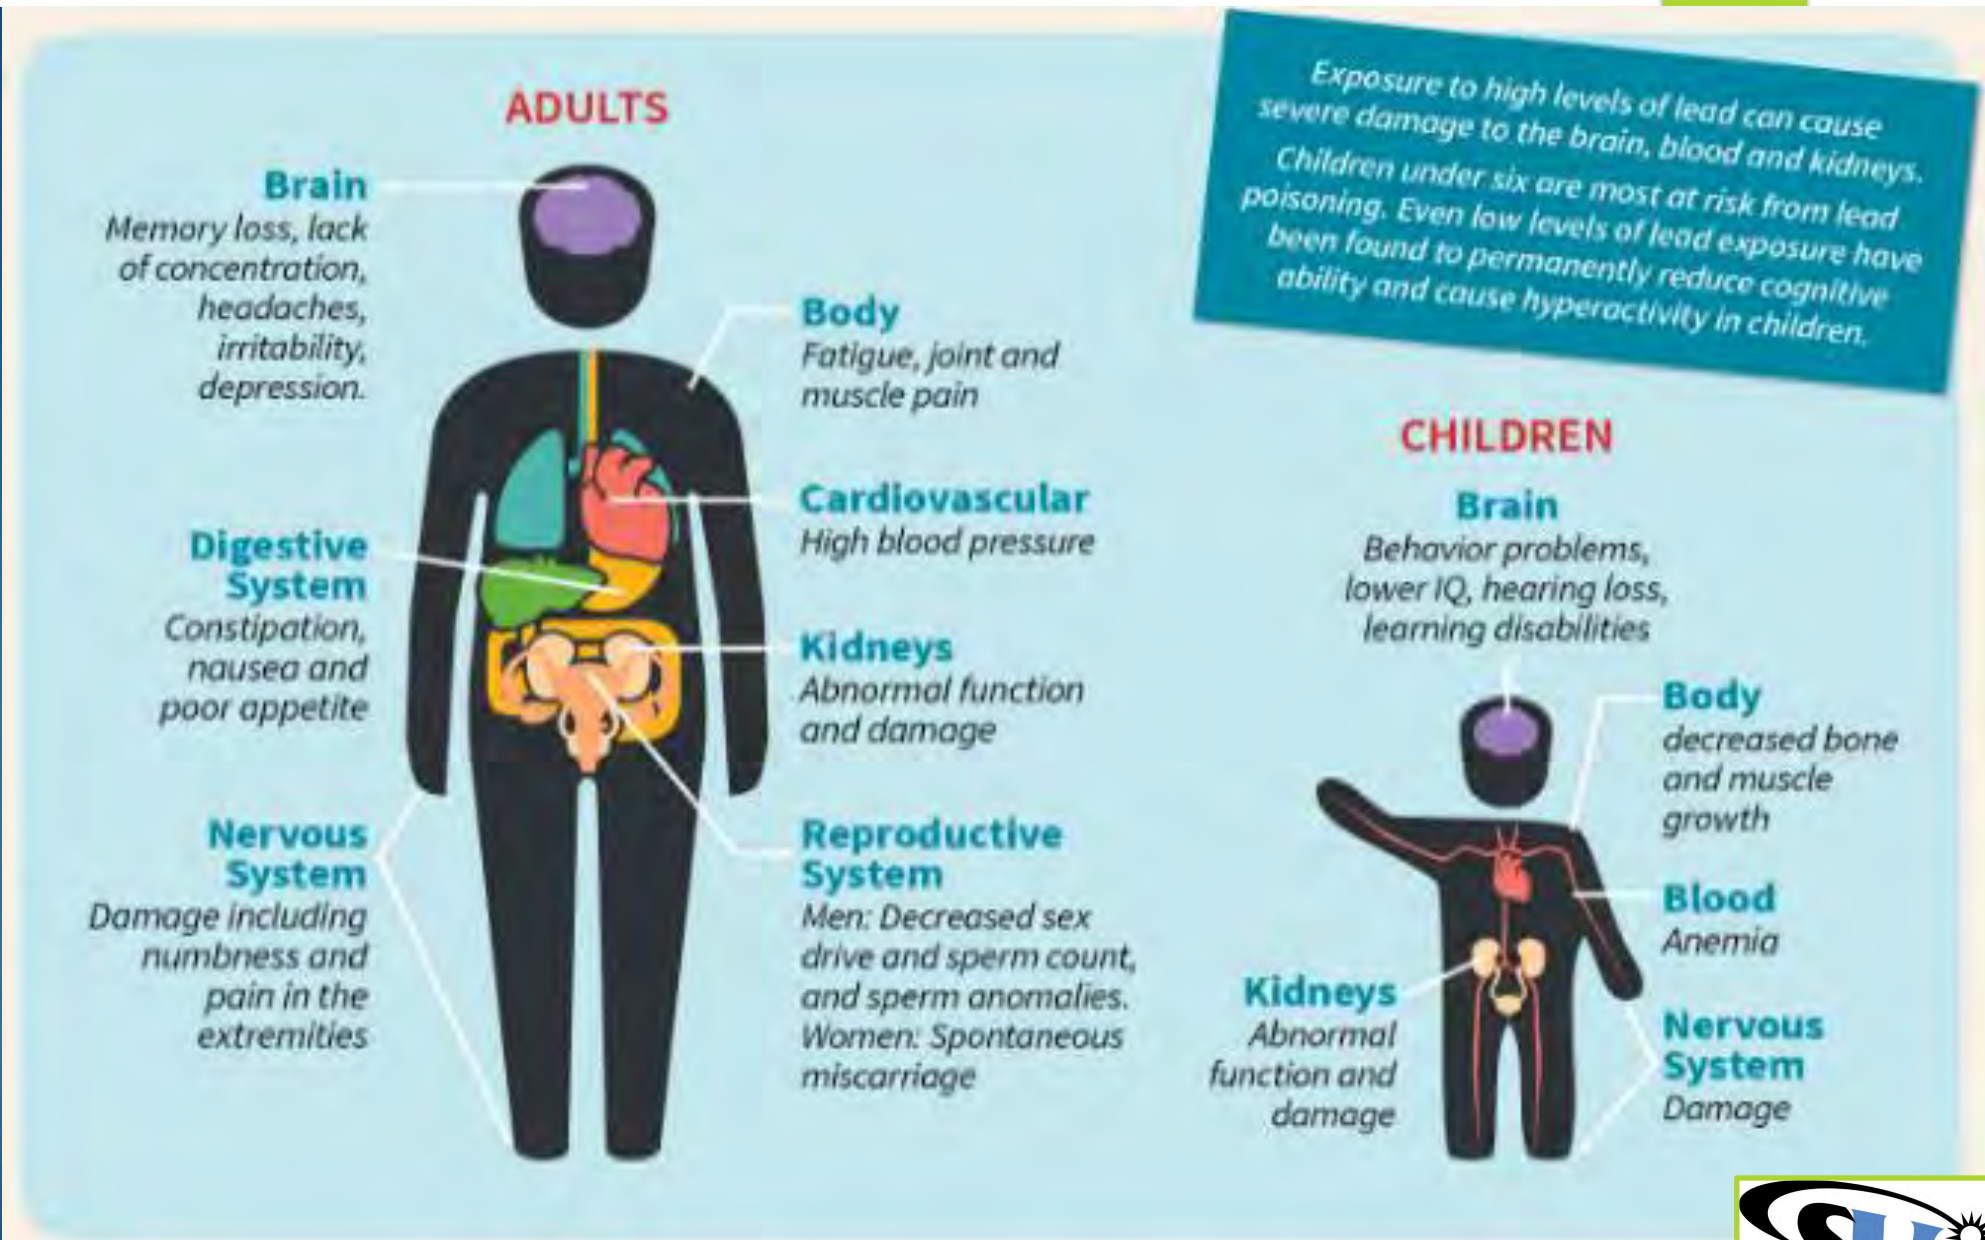 ADULTS
Brain
Memory loss, lack
of concentration,
headaches,
irritability,
depression.
Digestive
System
Constipation,
nausea and
poor appetite
Nervous
System
Damage including
numbness and
pain in the
extremities
Body
Fatigue, joint and
muscle pain
Cardiovascular
High blood pressure
Kidneys
Abnormal function
and damage
Reproductive
System
Men: Decreased sex
drive and sperm count,
and sperm anomalies.
Women: Spontaneous
miscarriage
Exposure to high levels of lead can cause
severe damage to the brain, blood and kidneys.
Children under six are most at risk from lead
poisoning. Even low levels of lead exposure have
been found to permanently reduce cognitive
ability and cause hyperactivity in children.
CHILDREN
Brain
Behavior problems,
lower IQ, hearing loss,
learning disabilities
Body
decreased bone
and muscle
growth
Blood
Anemia
Kidneys
Abnormal
function and
damage
Nervous
System
Damage